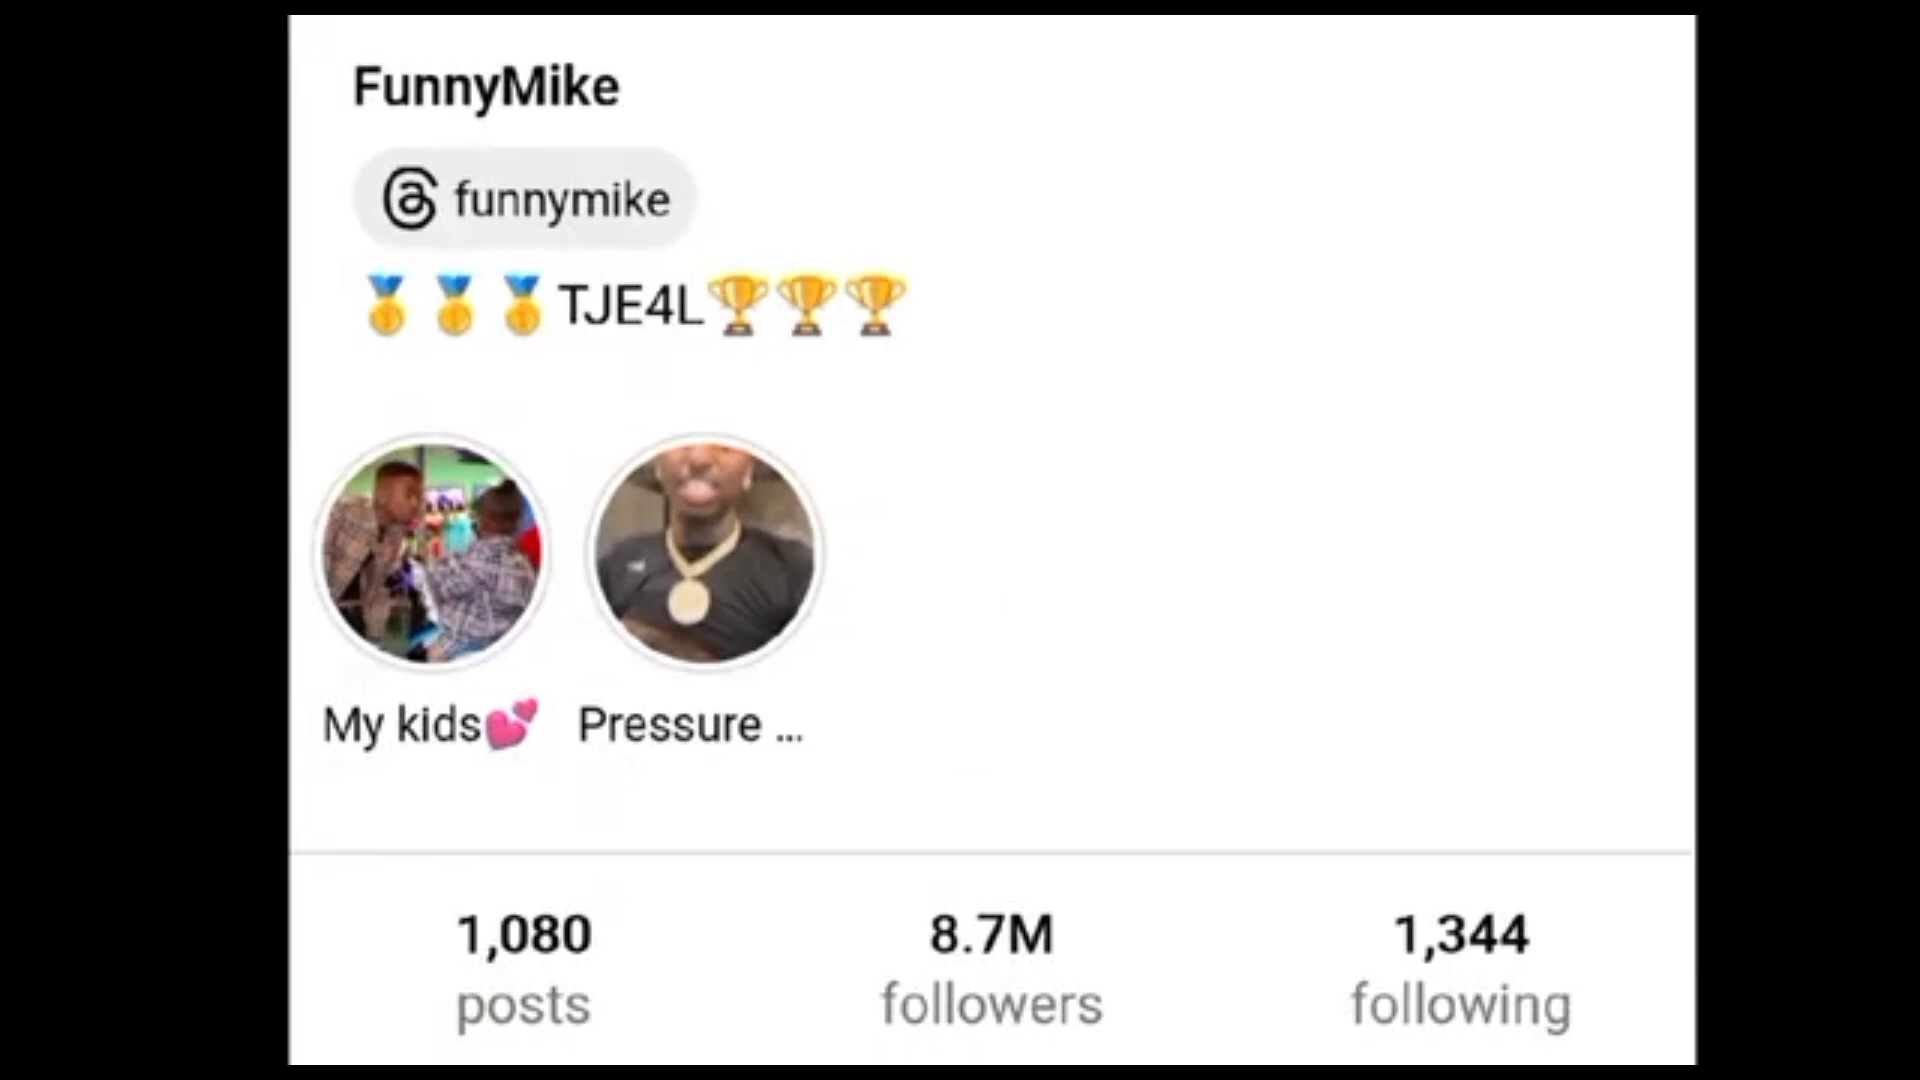 FunnyMike
funnymike
🥇🥇🥇TJE4L🏆🏆🏆
My kids💕 Pressure ...
1,080 8.7M 1,344
posts followers following